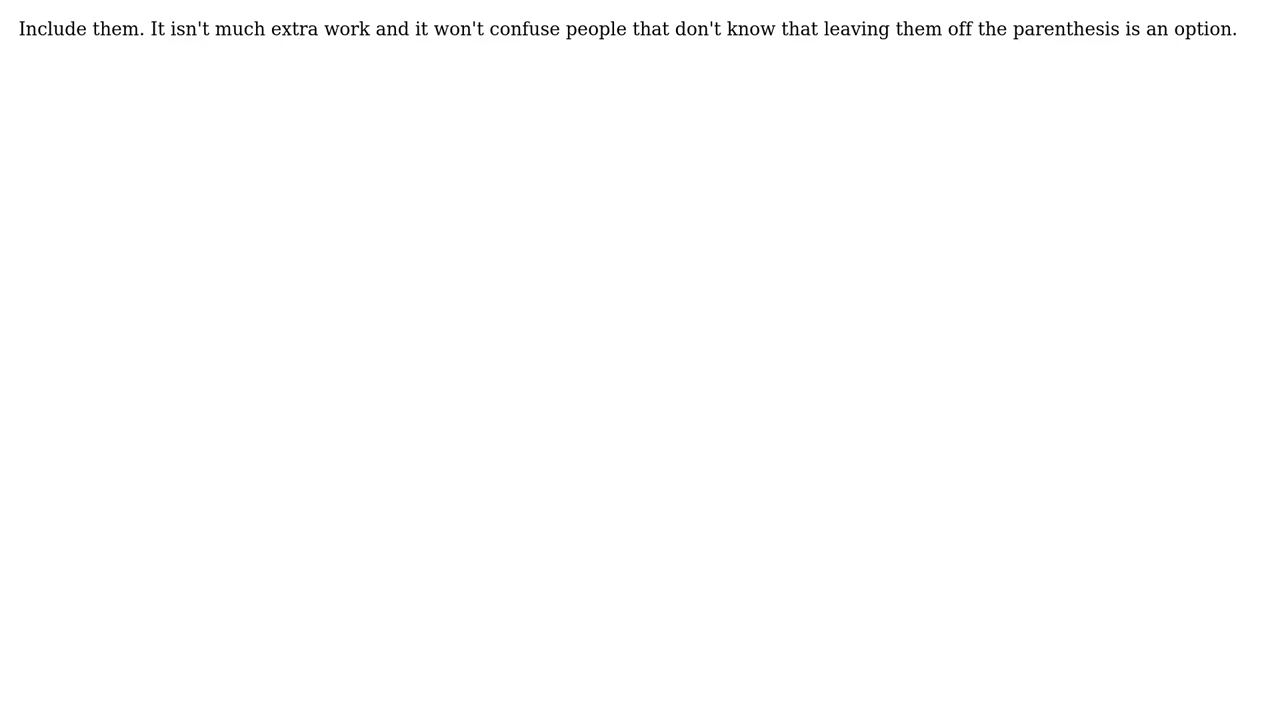 Include them. It isn't much extra work and it won't confuse people that don't know that leaving them off the parenthesis is an option.